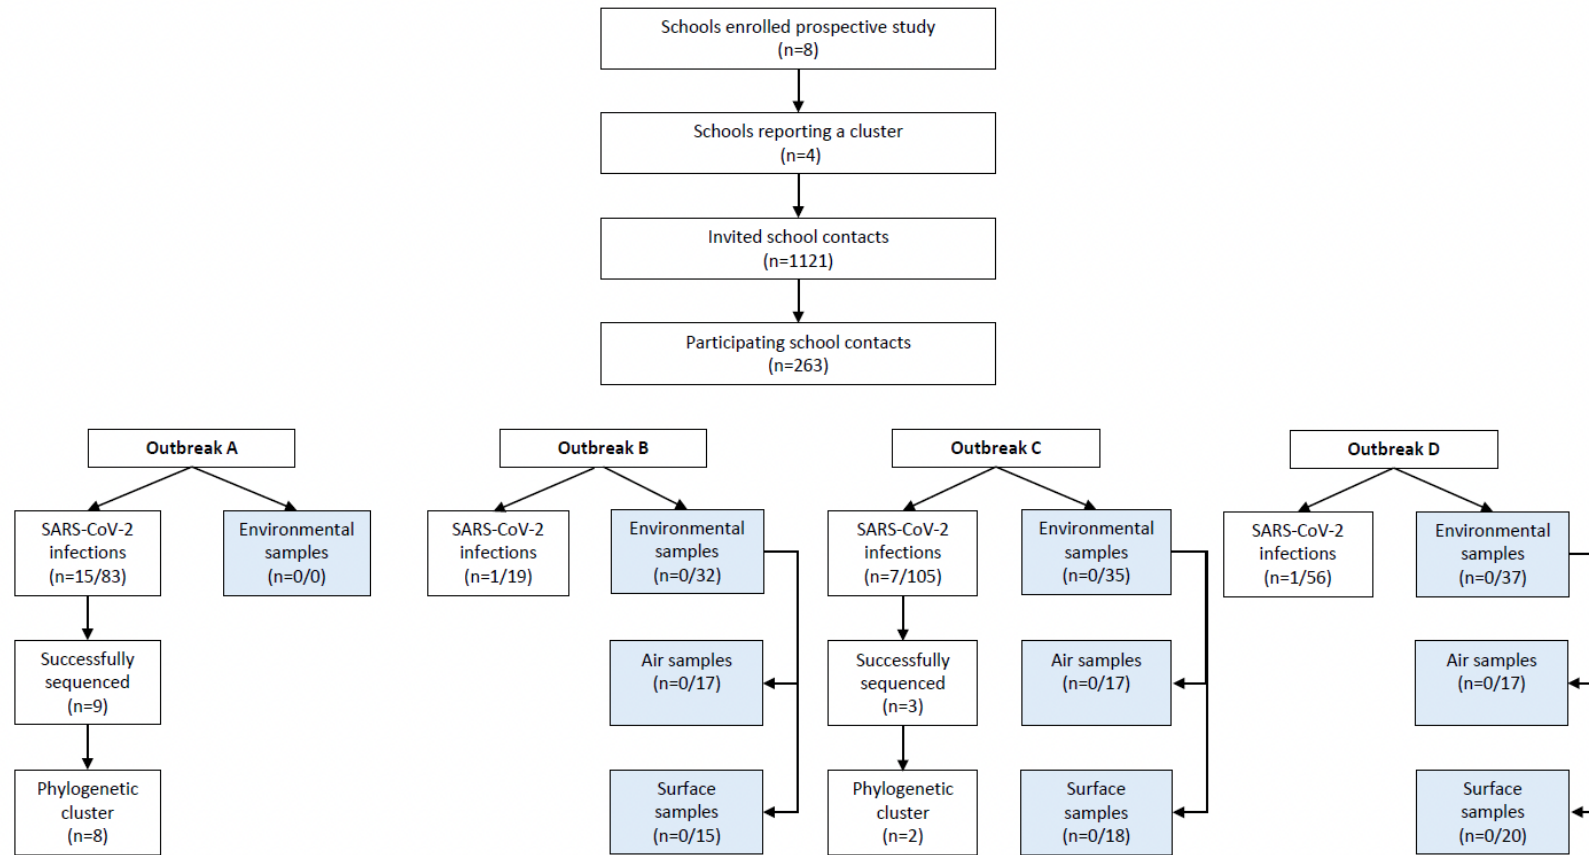 Schools enrolled prospective study
(n=8)
Schools reporting a cluster
(n=4)
Invited school contacts
(n=1121)
Participating school contacts
(n=263)
Outbreak A
SARS-CoV-2
infections
(n=15/83)
Environmental
samples
(n=0/0)
Successfully
sequenced
(n=9)
Phylogenetic
cluster
(n=8)
Outbreak B
SARS-CoV-2
infections
(n=1/19)
Environmental
samples
(n=0/32)
Air samples
(n=0/17)
Surface
samples
(n=0/15)
Outbreak C
SARS-CoV-2
infections
(n=7/105)
Environmental
samples
(n=0/35)
Successfully
sequenced
(n=3)
Air samples
(n=0/17)
Phylogenetic
cluster
(n=2)
Surface
samples
(n=0/18)
Outbreak D
SARS-CoV-2
infections
(n=1/56)
Environmental
samples
(n=0/37)
Air samples
(n=0/17)
Surface
samples
(n=0/20)